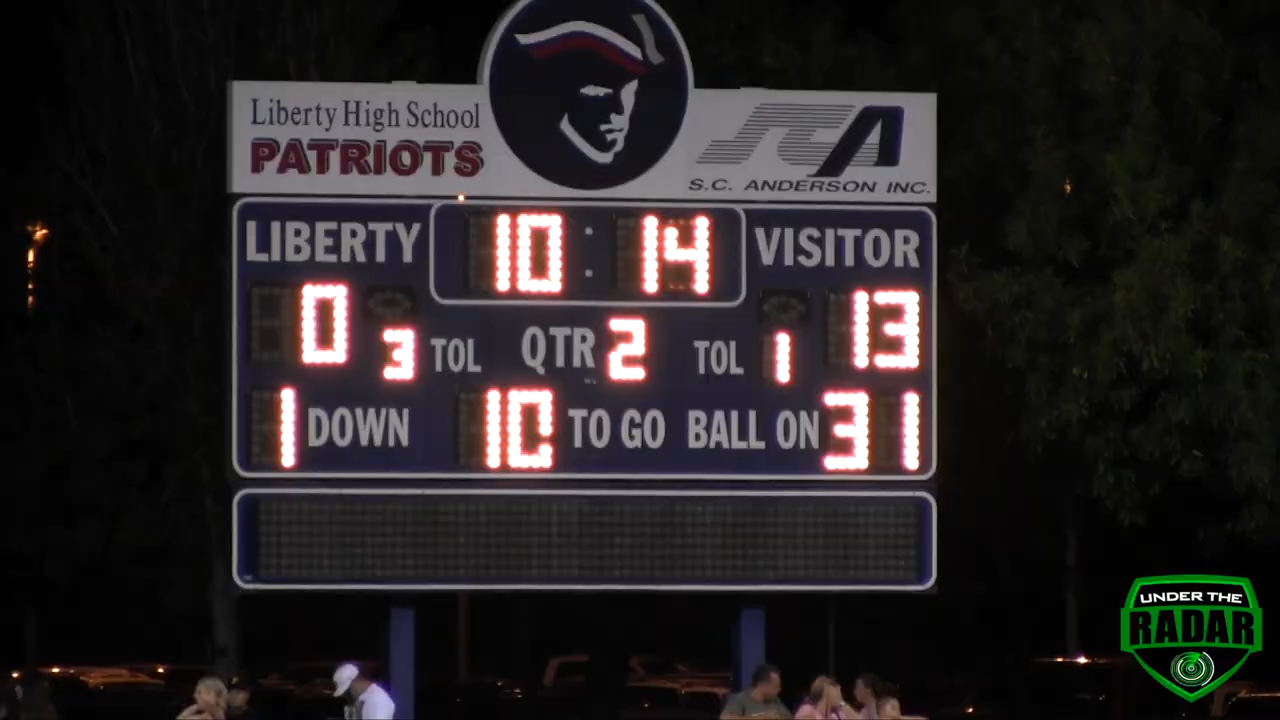 Liberty High School
PATRIOTS
SCA
S.C. ANDERSON INC.
LIBERTY 10 : 14 VISITOR
0 3 TOL QTR 2 TOL 1 13
1 DOWN 10 TO GO BALL ON 31
UNDER THE
RADAR